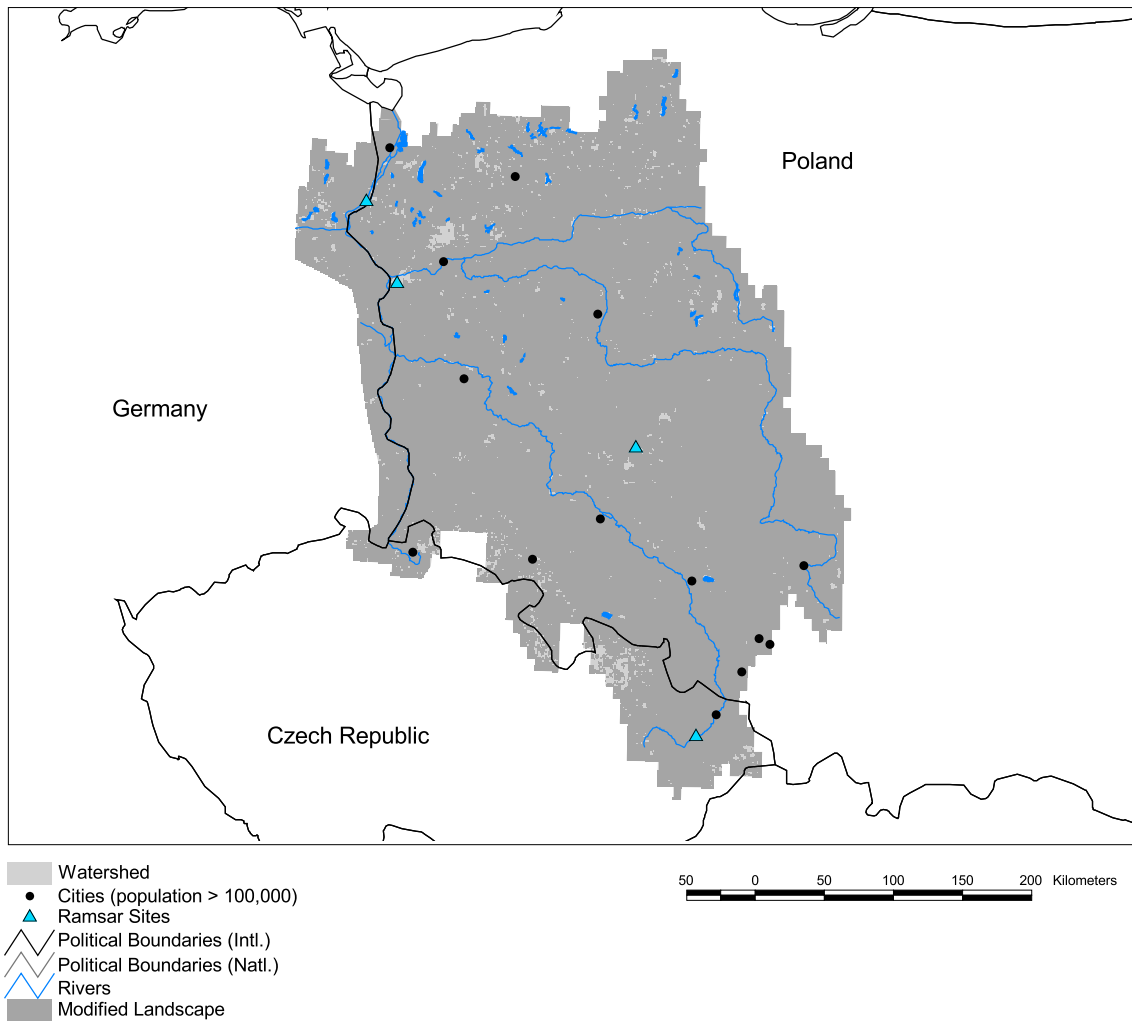 Poland
Germany
Czech Republic
Watershed
Cities (population > 100,000)
Ramsar Sites
Political Boundaries (Intl.)
Political Boundaries (Natl.)
Rivers
Modified Landscape
50 0 50 100 150 200 Kilometers